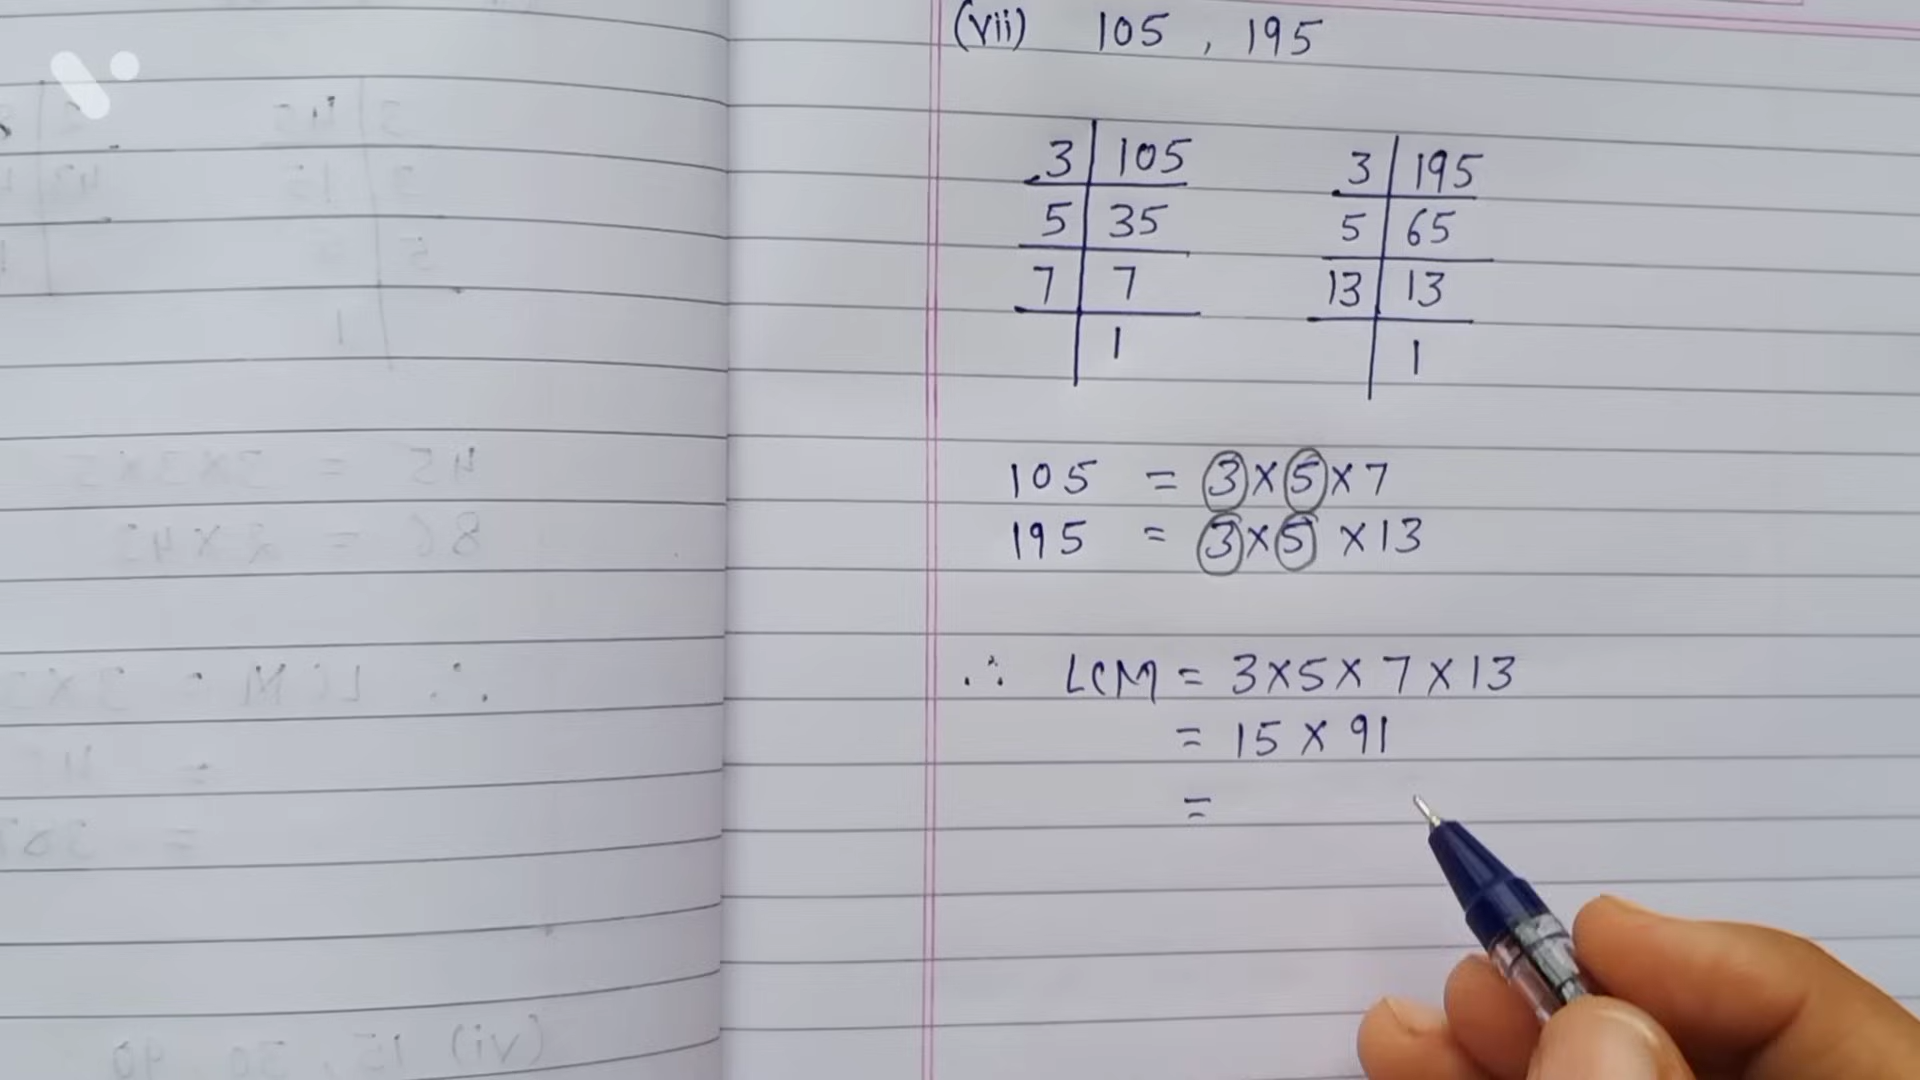 (vii) 105 , 195
3 | 105
5 | 35
7 | 7
1
3 | 195
5 | 65
13 | 13
1
105 = 3×5×7
195 = 3×5×13
∴ LCM = 3×5×7×13
= 15×91
=